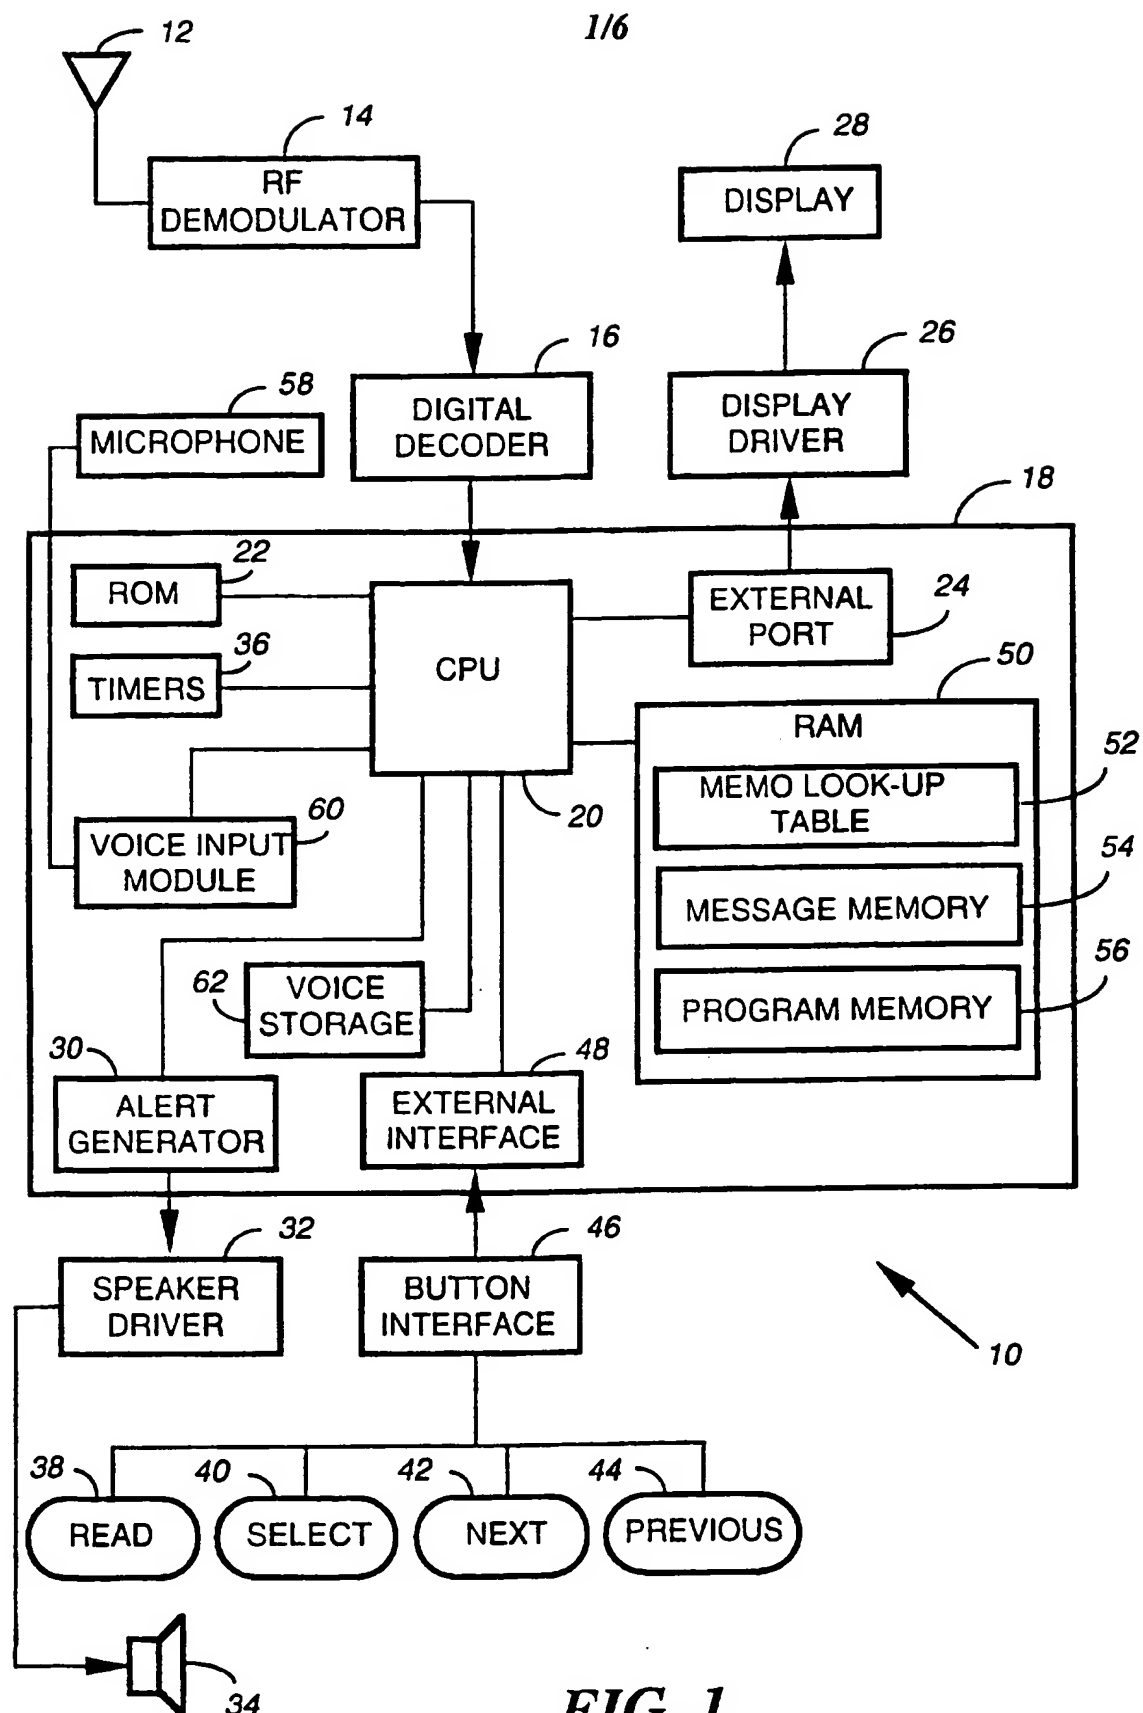 1/6
12
14
RF
DEMODULATOR
28
DISPLAY
16
26
58
MICROPHONE
DIGITAL
DECODER
DISPLAY
DRIVER
18
22
ROM
36
TIMERS
CPU
20
EXTERNAL
PORT
24
50
RAM
52
MEMO LOOK-UP
TABLE
54
MESSAGE MEMORY
56
PROGRAM MEMORY
60
VOICE INPUT
MODULE
62
VOICE
STORAGE
30
ALERT
GENERATOR
48
EXTERNAL
INTERFACE
32
SPEAKER
DRIVER
46
BUTTON
INTERFACE
10
38
READ
40
SELECT
42
NEXT
44
PREVIOUS
34
FIG. 1